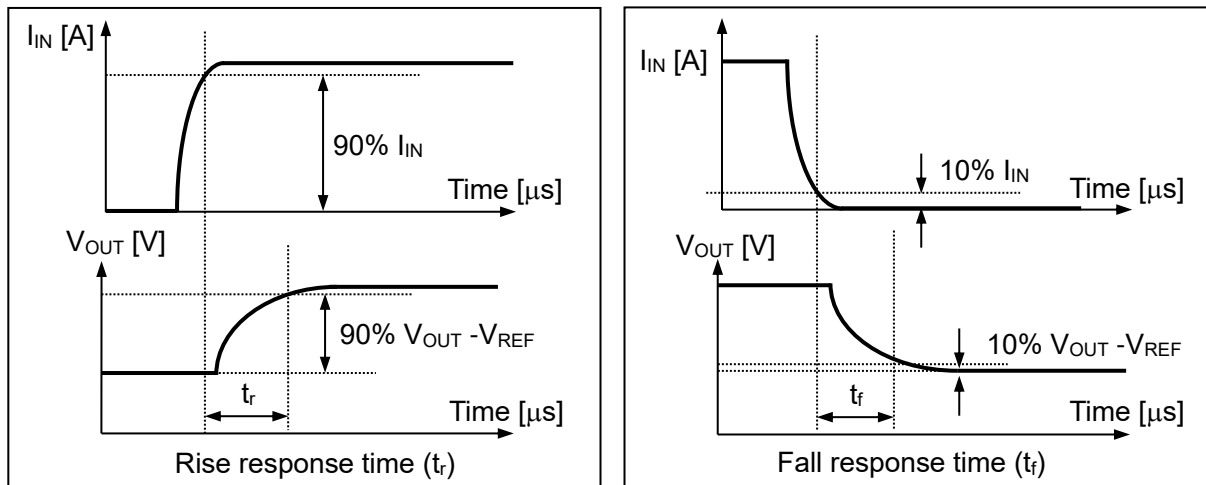 I_IN [A]
90% I_IN
Time [μs]
V_OUT [V]
90% V_OUT -V_REF
t_r
Time [μs]
Rise response time (t_r)
I_IN [A]
10% I_IN
Time [μs]
V_OUT [V]
10% V_OUT -V_REF
t_f
Time [μs]
Fall response time (t_f)